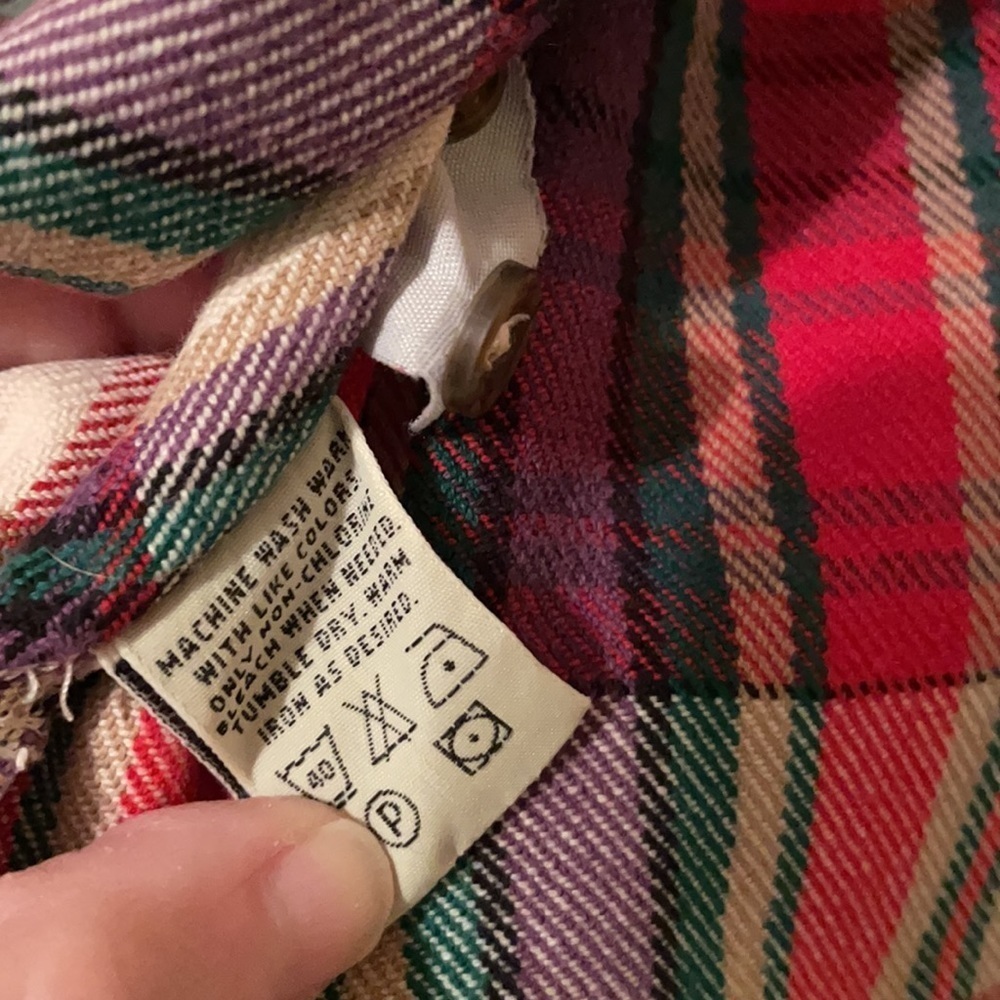 MACHINE WASH WARM
WITH LIKE COLORS
ONLY NON-CHLORINE
BLEACH WHEN NEEDED.
TUMBLE DRY. WARM
IRON AS DESIRED.
40
P